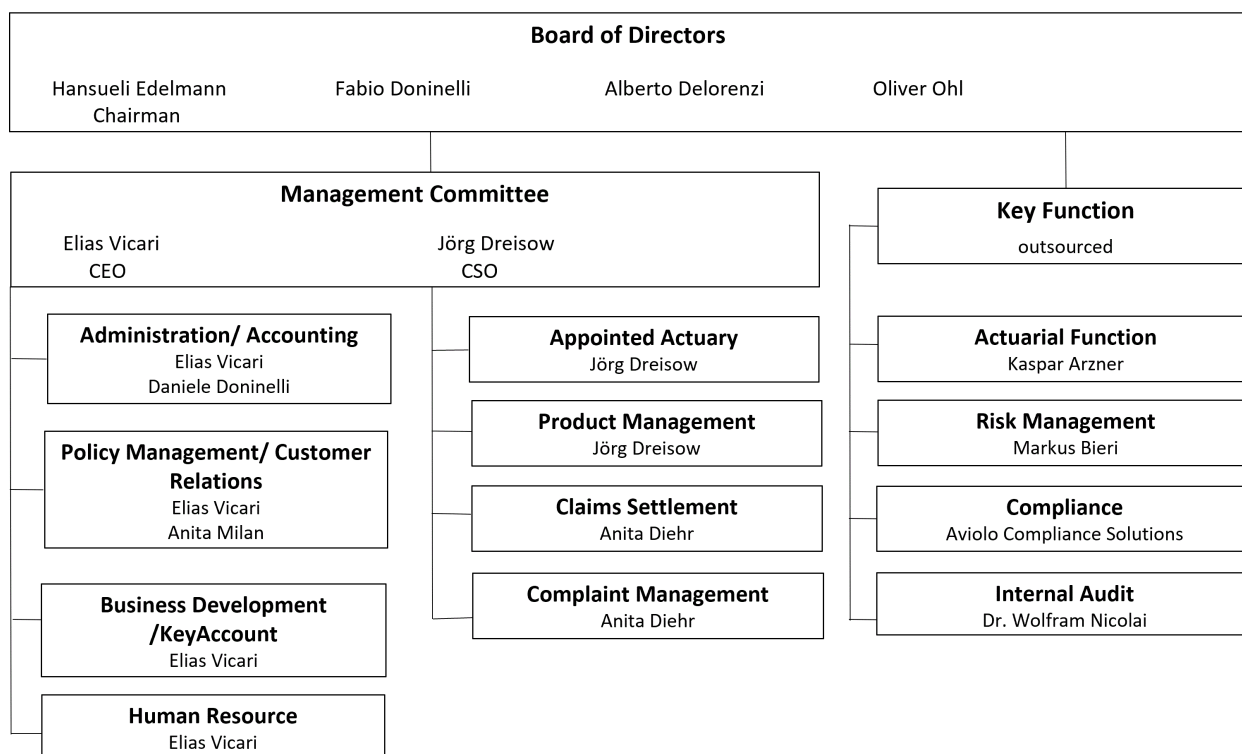 Board of Directors
Hansueli Edelmann Fabio Doninelli Alberto Delorenzi Oliver Ohl
Chairman
Management Committee
Elias Vicari Jörg Dreisow
CEO CSO
Key Function
outsourced
Administration/ Accounting
Elias Vicari
Daniele Doninelli
Policy Management/ Customer
Relations
Elias Vicari
Anita Milan
Business Development
/KeyAccount
Elias Vicari
Human Resource
Elias Vicari
Appointed Actuary
Jörg Dreisow
Product Management
Jörg Dreisow
Claims Settlement
Anita Diehr
Complaint Management
Anita Diehr
Actuarial Function
Kaspar Arzner
Risk Management
Markus Bieri
Compliance
Aviolo Compliance Solutions
Internal Audit
Dr. Wolfram Nicolai